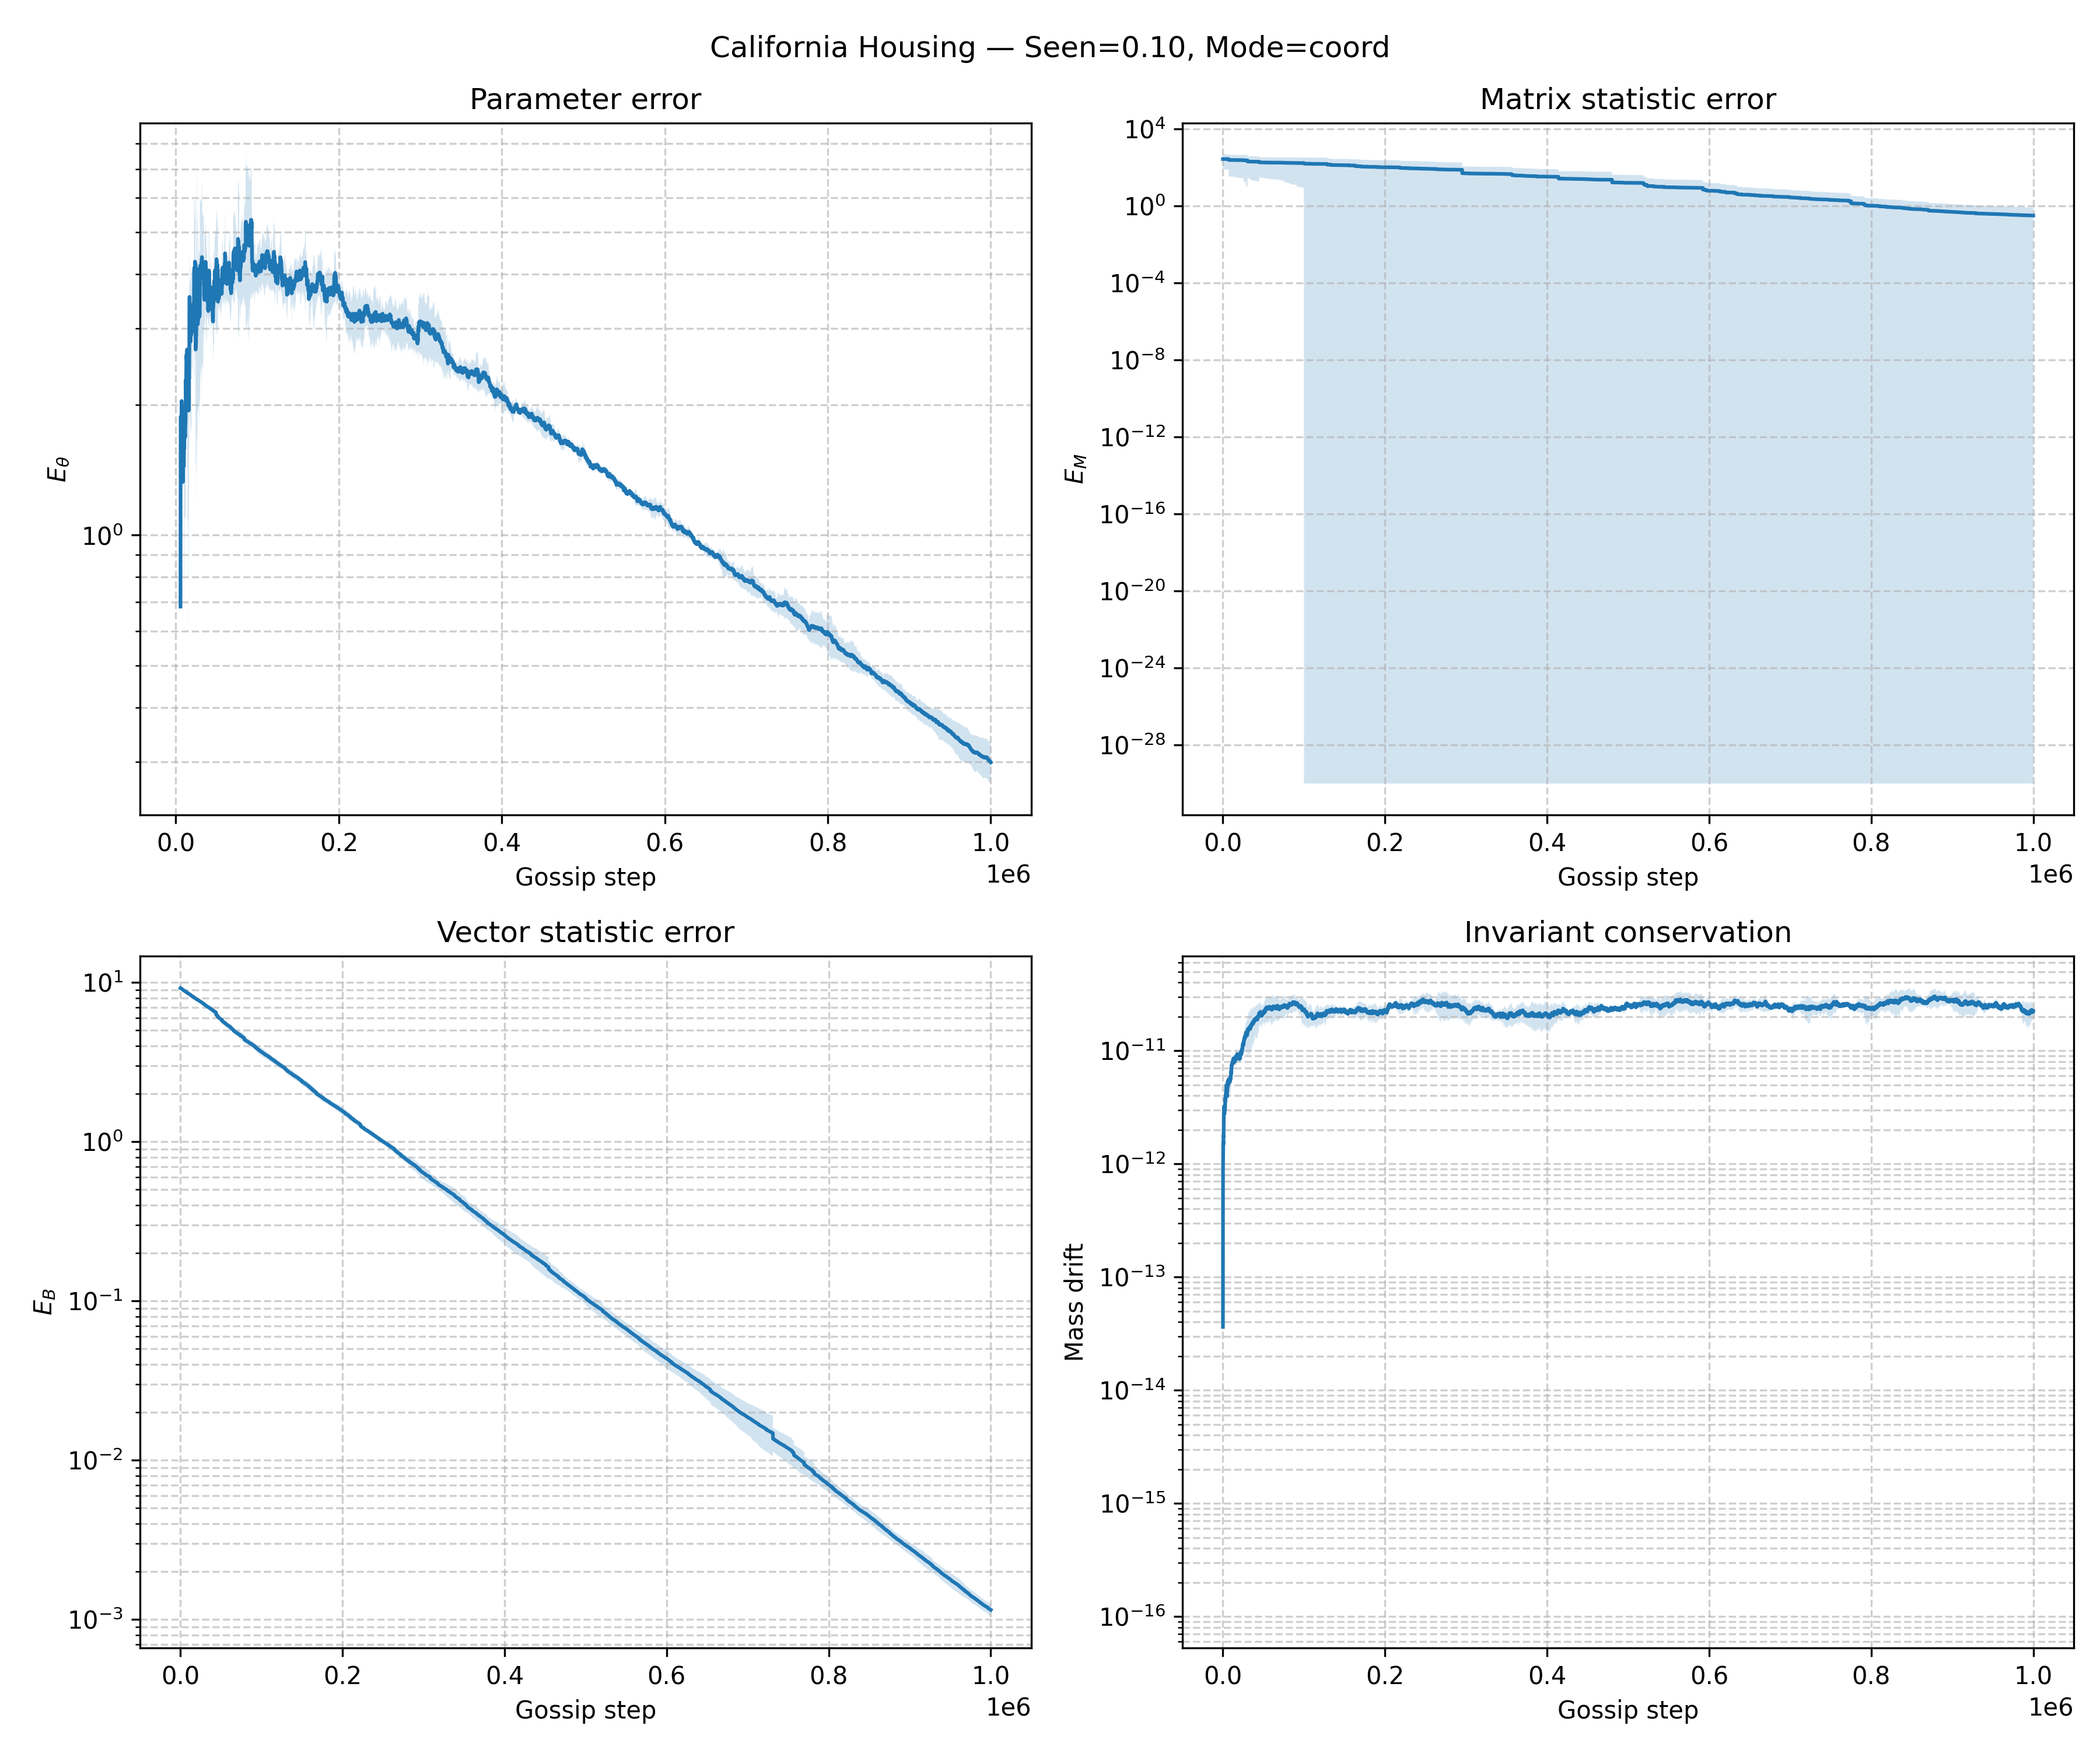 California Housing — Seen=0.10, Mode=coord
Parameter error
E_θ
10^0
0.0 0.2 0.4 0.6 0.8 1.0
1e6
Gossip step
Matrix statistic error
E_M
10^4
10^0
10^−4
10^−8
10^−12
10^−16
10^−20
10^−24
10^−28
0.0 0.2 0.4 0.6 0.8 1.0
1e6
Gossip step
Vector statistic error
E_B
10^1
10^0
10^−1
10^−2
10^−3
0.0 0.2 0.4 0.6 0.8 1.0
1e6
Gossip step
Invariant conservation
Mass drift
10^−11
10^−12
10^−13
10^−14
10^−15
10^−16
0.0 0.2 0.4 0.6 0.8 1.0
1e6
Gossip step